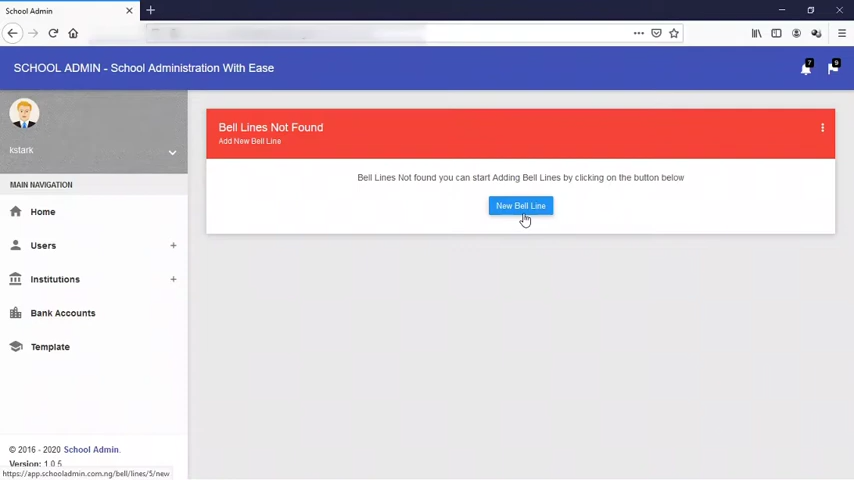 School Admin
SCHOOL ADMIN - School Administration With Ease
7
9
kstark
MAIN NAVIGATION
Home
Users
Institutions
Bank Accounts
Template
© 2016 - 2020 School Admin.
Version: 1.0.5
https://app.schooladmin.com.ng/bell/lines/5/new
Bell Lines Not Found
Add New Bell Line
Bell Lines Not found you can start Adding Bell Lines by clicking on the button below
New Bell Line